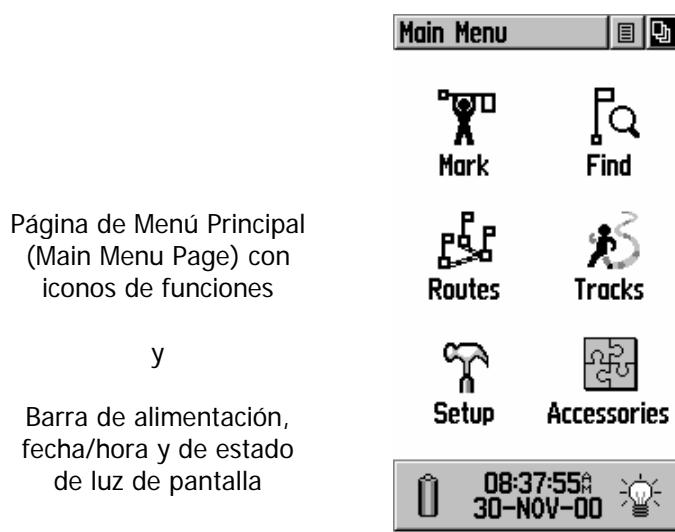 Main Menu
Mark
Find
Routes
Tracks
Setup
Accessories
08:37:55AM
30-NOV-00
Página de Menú Principal
(Main Menu Page) con
iconos de funciones
y
Barra de alimentación,
fecha/hora y de estado
de luz de pantalla